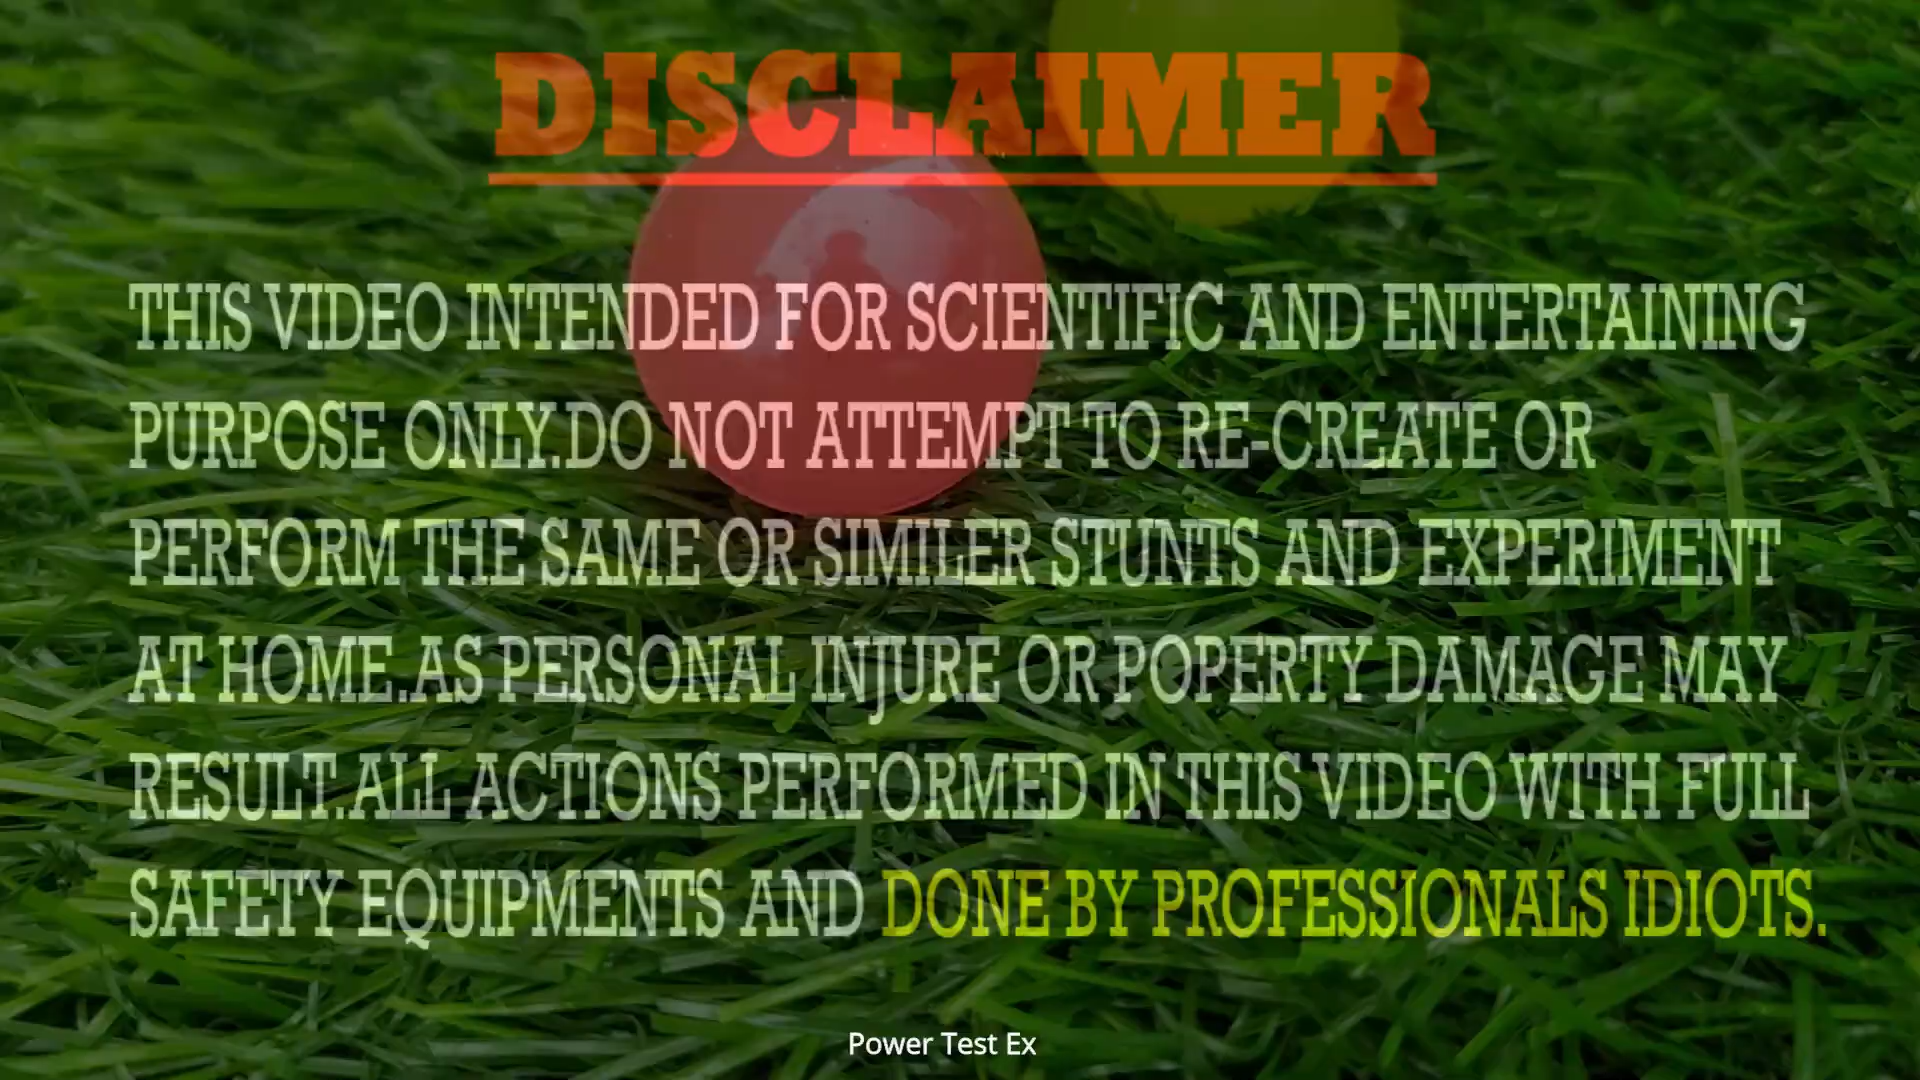 DISCLAIMER
THIS VIDEO INTENDED FOR SCIENTIFIC AND ENTERTAINING
PURPOSE ONLY.DO NOT ATTEMPT TO RE-CREATE OR
PERFORM THE SAME OR SIMILER STUNTS AND EXPERIMENT
AT HOME.AS PERSONAL INJURE OR POPERTY DAMAGE MAY
RESULT.ALL ACTIONS PERFORMED IN THIS VIDEO WITH FULL
SAFETY EQUIPMENTS AND DONE BY PROFESSIONALS IDIOTS.
Power Test Ex